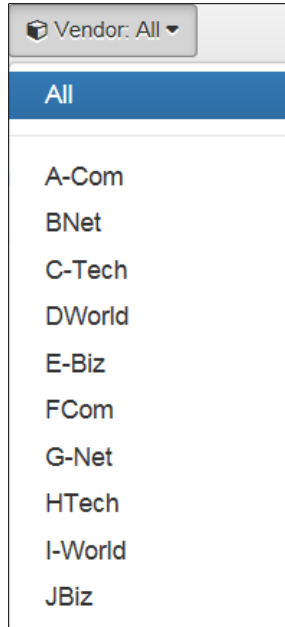 Vendor: All
All
A-Com
BNet
C-Tech
DWorld
E-Biz
FCom
G-Net
HTech
I-World
JBiz